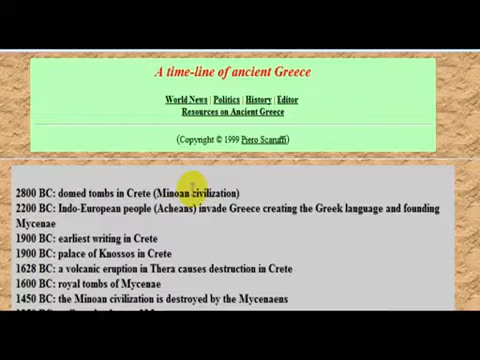 A time-line of ancient Greece
World News | Politics | History | Editor
Resources on Ancient Greece
(Copyright © 1999 Piero Scaruffi)
2800 BC: domed tombs in Crete (Minoan civilization)
2200 BC: Indo-European people (Acheans) invade Greece creating the Greek language and founding
Mycenae
1900 BC: earliest writing in Crete
1900 BC: palace of Knossos in Crete
1628 BC: a volcanic eruption in Thera causes destruction in Crete
1600 BC: royal tombs of Mycenae
1450 BC: the Minoan civilization is destroyed by the Mycenaens